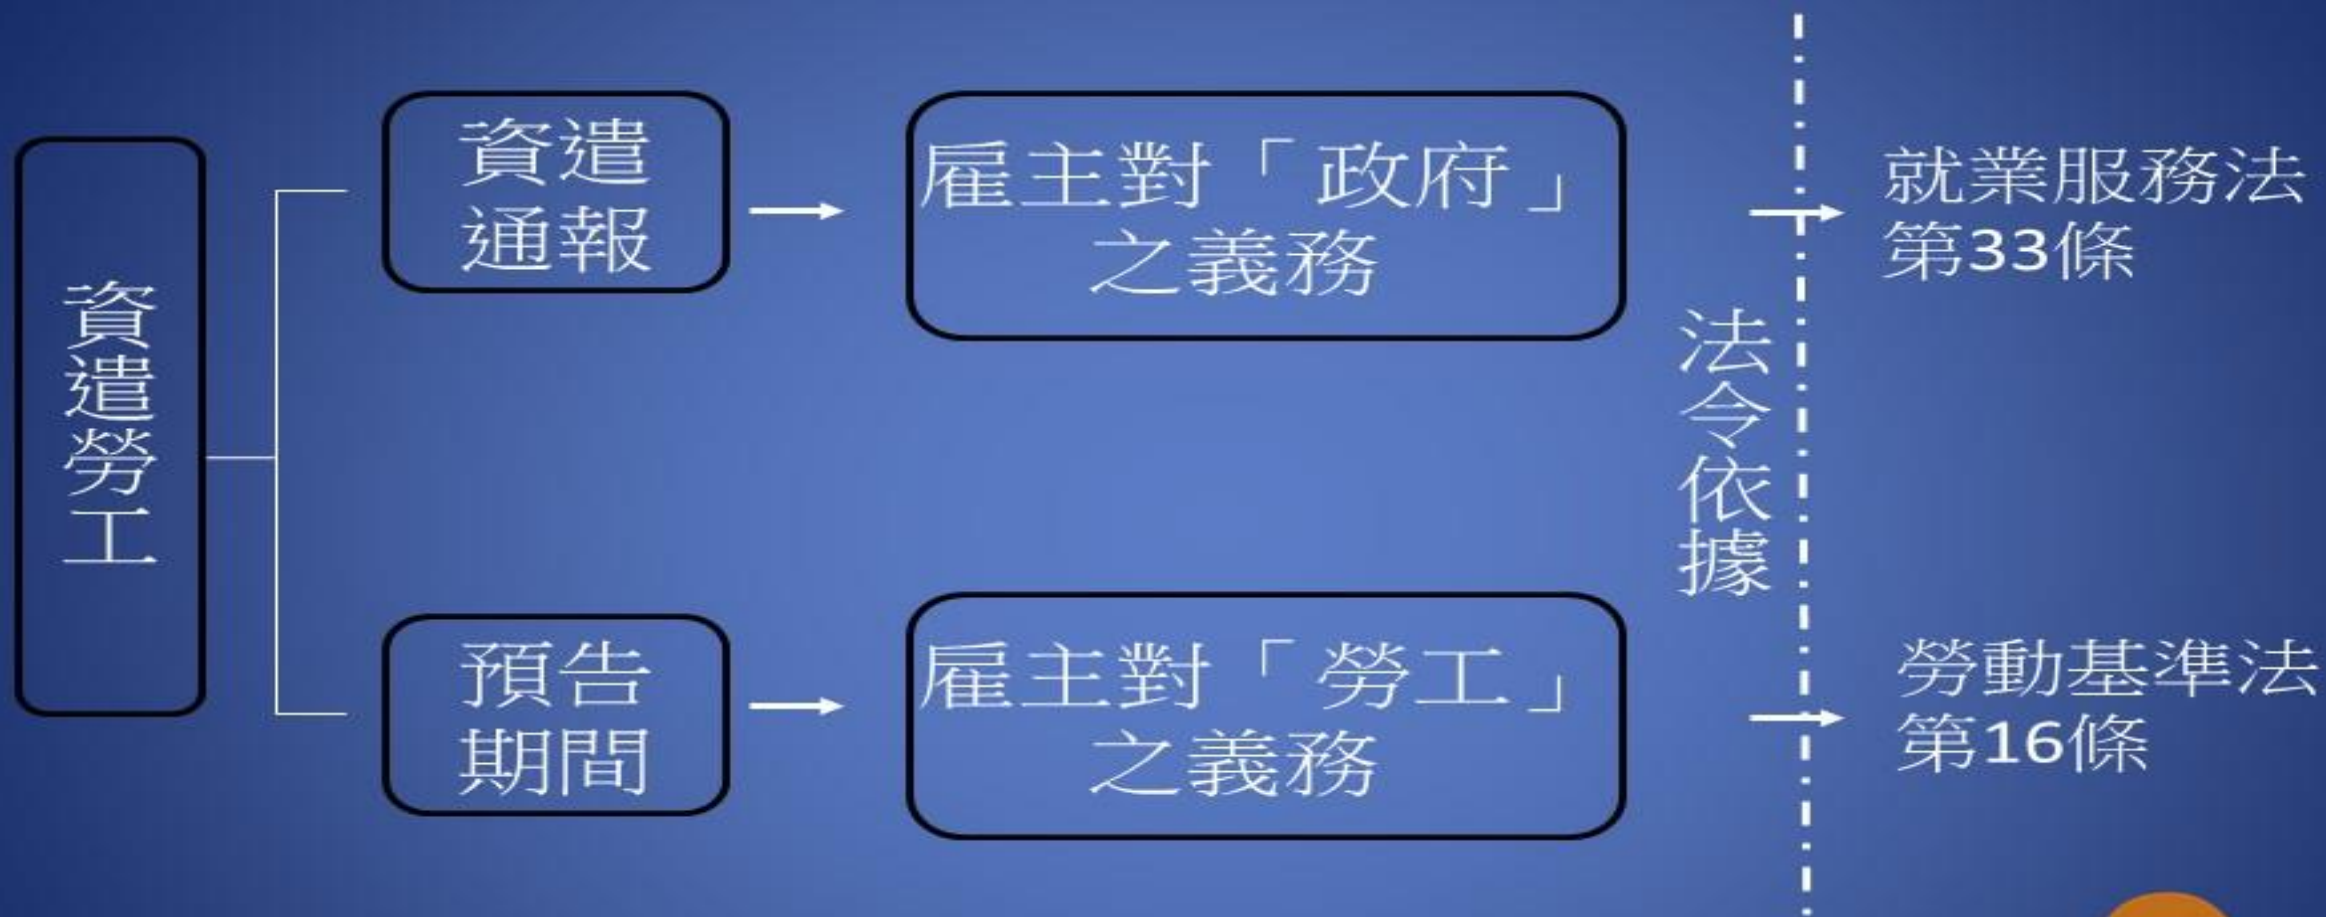 資遣勞工
資遣
通報
雇主對「政府」
之義務
就業服務法
第33條
法令依據
預告
期間
雇主對「勞工」
之義務
勞動基準法
第16條